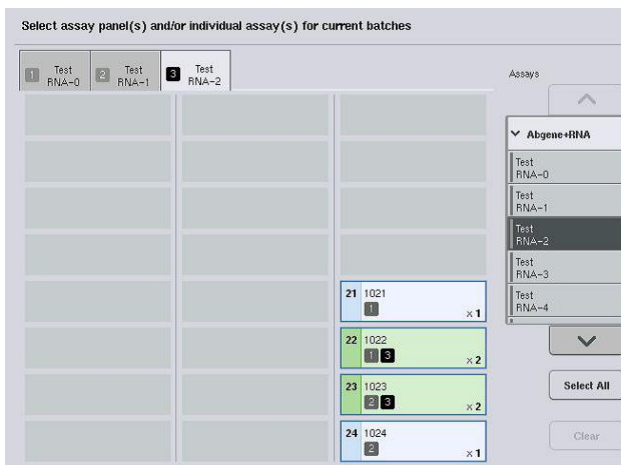 Select assay panel(s) and/or individual assay(s) for current batches
1 Test RNA-0
2 Test RNA-1
3 Test RNA-2
Assays
Abgene+RNA
Test
RNA-0
Test
RNA-1
Test
RNA-2
Test
RNA-3
Test
RNA-4
21 1021
1
x 1
22 1022
1 3
x 2
23 1023
2 3
x 2
24 1024
2
x 1
Select All
Clear